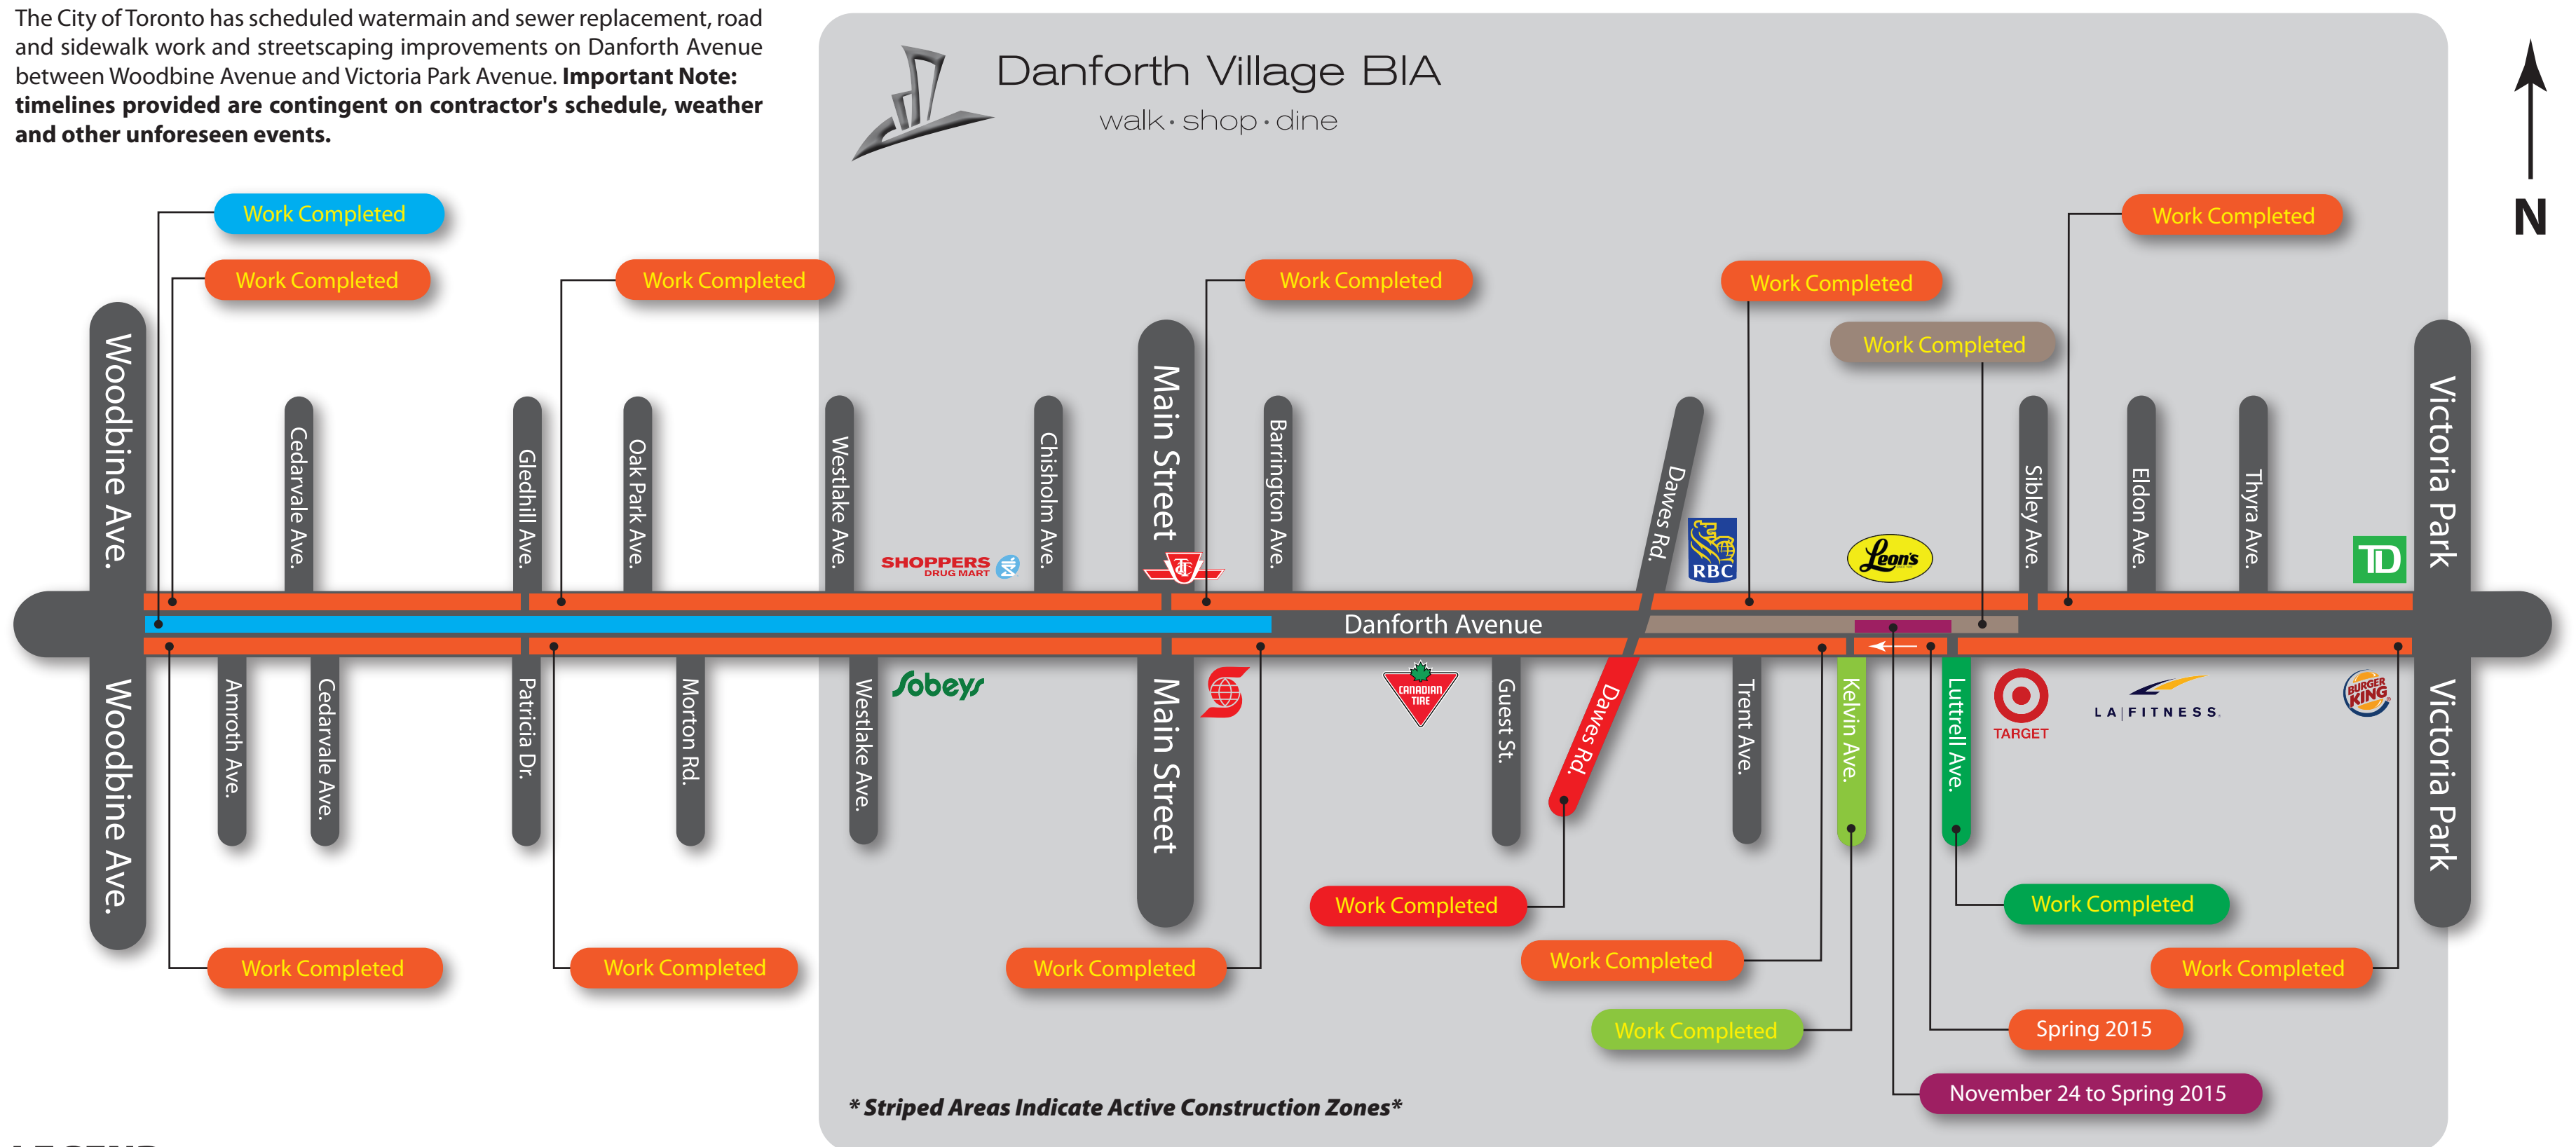 The City of Toronto has scheduled watermain and sewer replacement, road
and sidewalk work and streetscaping improvements on Danforth Avenue
between Woodbine Avenue and Victoria Park Avenue. Important Note:
timelines provided are contingent on contractor's schedule, weather
and other unforeseen events.
Danforth Village BIA
walk · shop · dine
N
Work Completed
Work Completed
Work Completed
Work Completed
Work Completed
Work Completed
Work Completed
Woodbine Ave.
Cedarvale Ave.
Gledhill Ave.
Oak Park Ave.
Westlake Ave.
SHOPPERS
DRUG MART
Chisholm Ave.
Main Street
Barrington Ave.
Dawes Rd.
RBC
Leon's
Sibley Ave.
Eldon Ave.
Thyra Ave.
TD
Victoria Park
Danforth Avenue
Woodbine Ave.
Amroth Ave.
Cedarvale Ave.
Patricia Dr.
Morton Rd.
Westlake Ave.
Sobeys
Main Street
CANADIAN
TIRE
Guest St.
Dawes Rd.
Trent Ave.
Kelvin Ave.
Luttrell Ave.
TARGET
LA|FITNESS.
BURGER
KING
Victoria Park
Work Completed
Work Completed
Work Completed
Work Completed
Work Completed
Work Completed
Work Completed
Work Completed
Spring 2015
November 24 to Spring 2015
* Striped Areas Indicate Active Construction Zones*